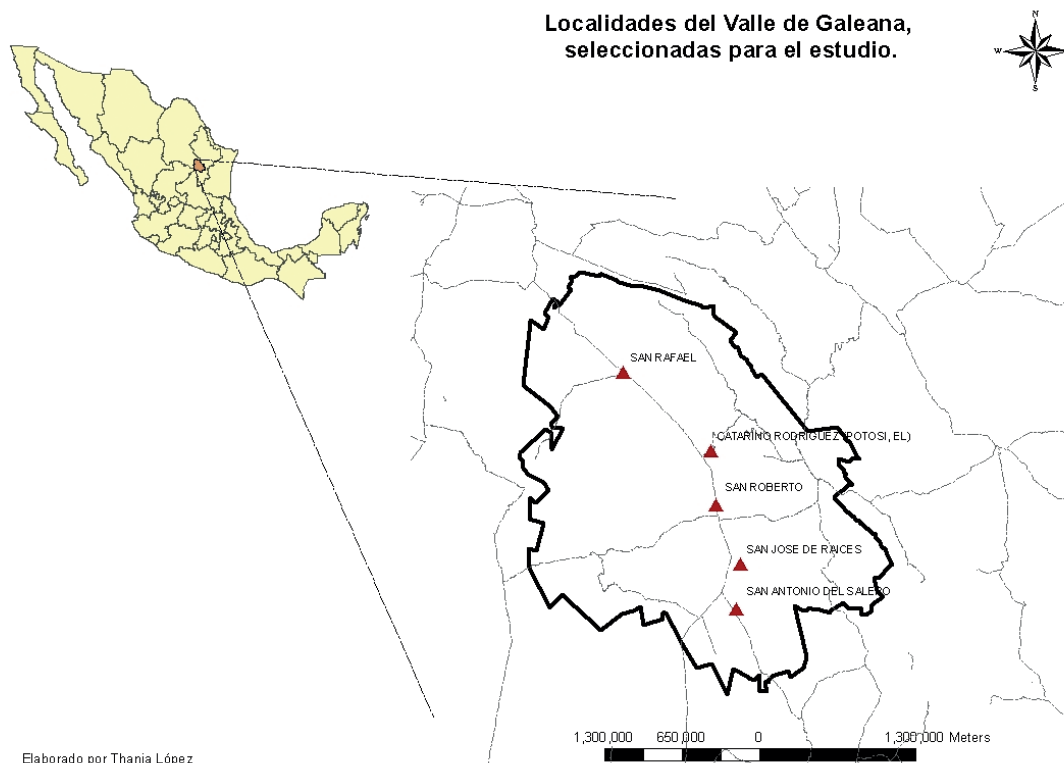 Localidades del Valle de Galeana,
seleccionadas para el estudio.
N
W
S
SAN RAFAEL
CATARINO RODRIGUEZ (POTOSI, EL)
SAN ROBERTO
SAN JOSE DE RAICES
SAN ANTONIO DEL SALERO
1,300,000 650,000 0 1,300,000 Meters
Elaborado por Thania López